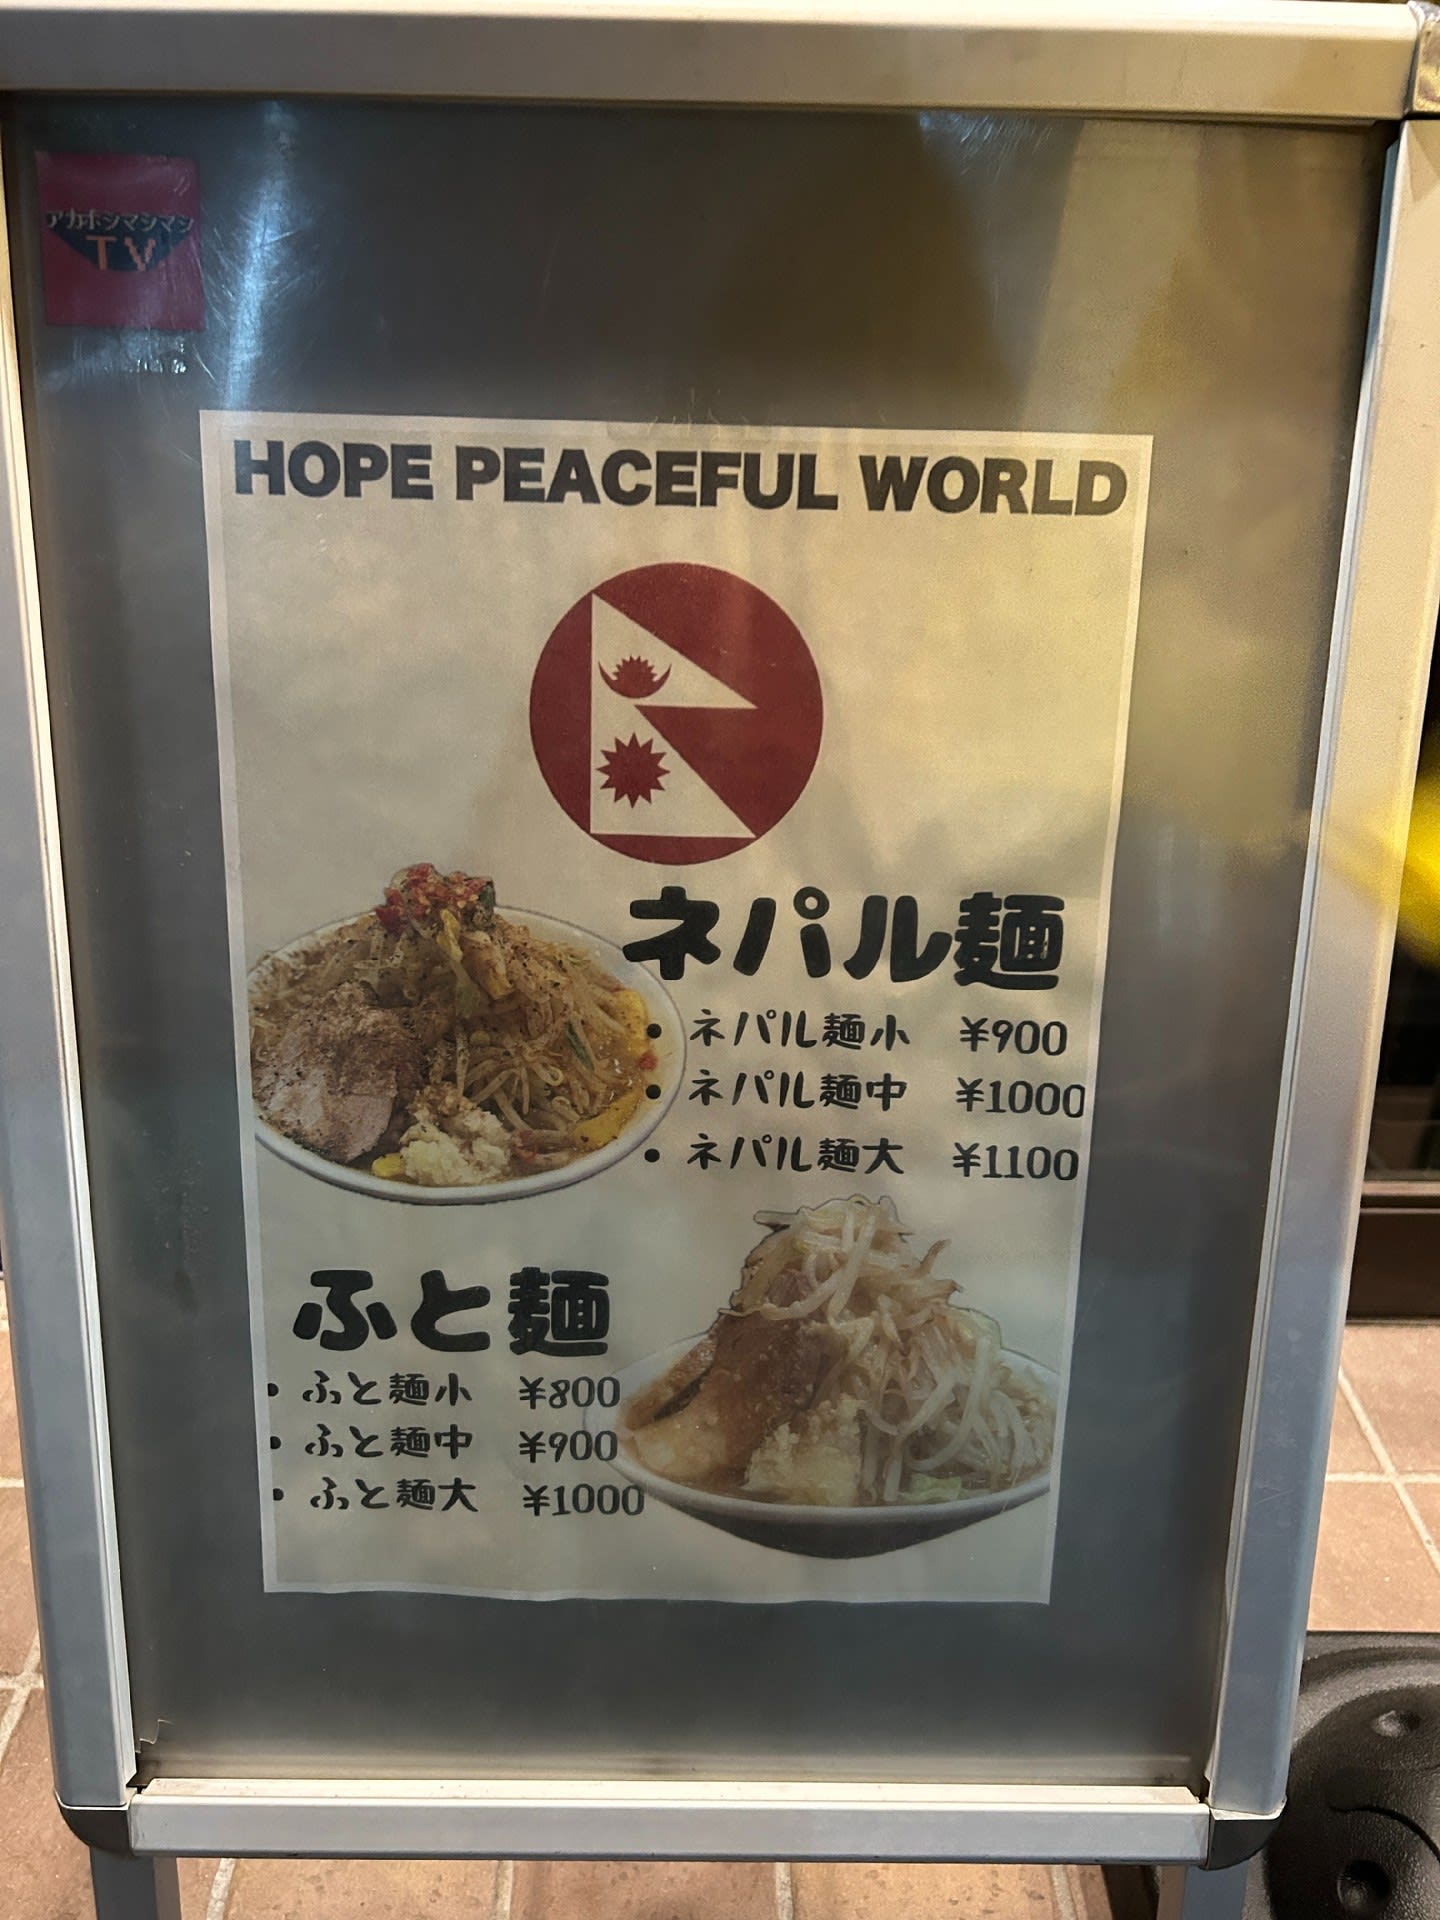 アカホシマシマシ
TV
HOPE PEACEFUL WORLD
ネパル麺
• ネパル麺小 ¥900
• ネパル麺中 ¥1000
• ネパル麺大 ¥1100
ふと麺
• ふと麺小 ¥800
• ふと麺中 ¥900
• ふと麺大 ¥1000